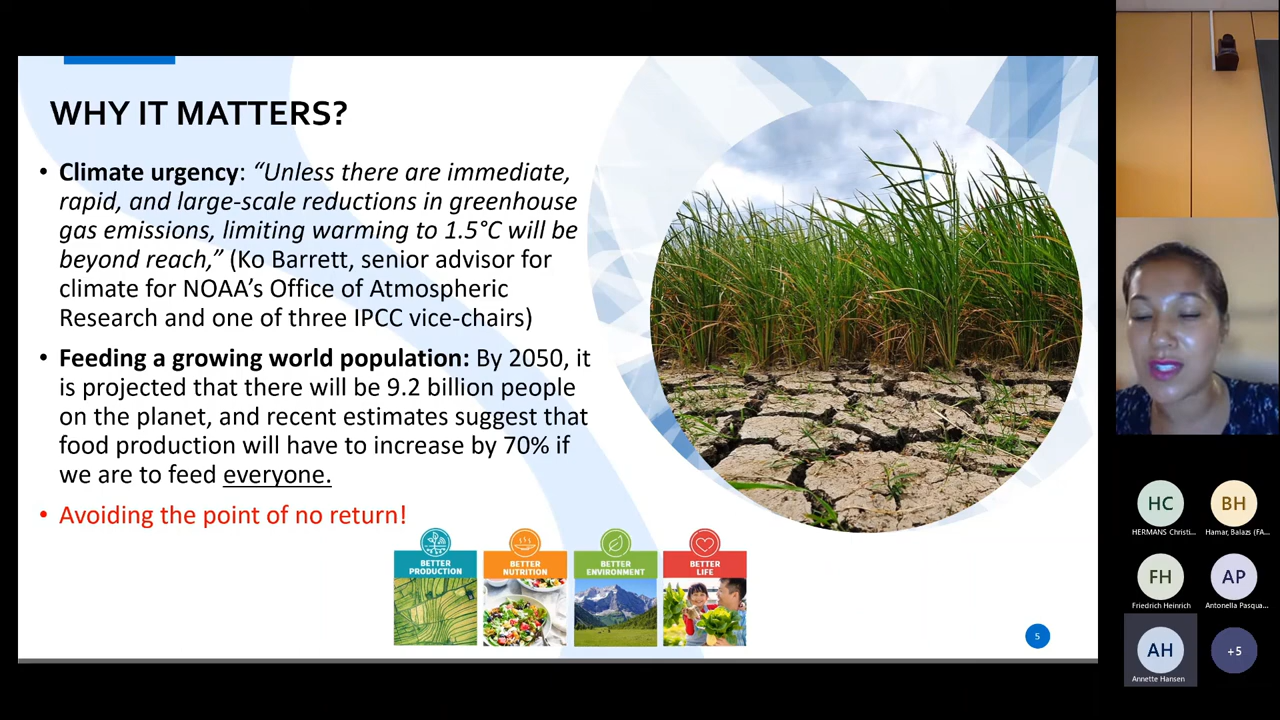 WHY IT MATTERS?
• Climate urgency: “Unless there are immediate,
rapid, and large-scale reductions in greenhouse
gas emissions, limiting warming to 1.5°C will be
beyond reach,” (Ko Barrett, senior advisor for
climate for NOAA’s Office of Atmospheric
Research and one of three IPCC vice-chairs)
• Feeding a growing world population: By 2050, it
is projected that there will be 9.2 billion people
on the planet, and recent estimates suggest that
food production will have to increase by 70% if
we are to feed everyone.
• Avoiding the point of no return!
BETTER
PRODUCTION
BETTER
NUTRITION
BETTER
ENVIRONMENT
BETTER
LIFE
5
HC
HERMANS Christi...
BH
Hamar, Balazs (FA...
FH
Friedrich Heinrich
AP
Antonella Pasqua...
AH
Annette Hansen
+5